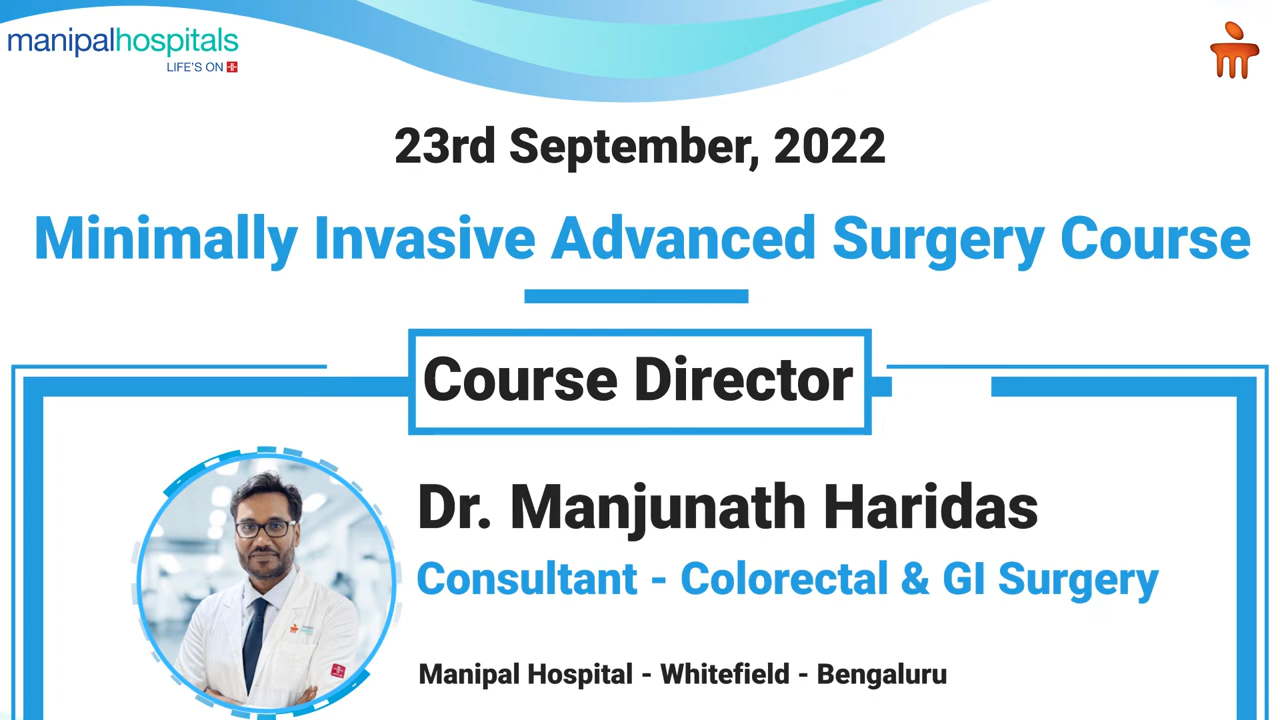 manipalhospitals
LIFE'S ON
23rd September, 2022
Minimally Invasive Advanced Surgery Course
Course Director
Dr. Manjunath Haridas
Consultant - Colorectal & GI Surgery
Manipal Hospital - Whitefield - Bengaluru